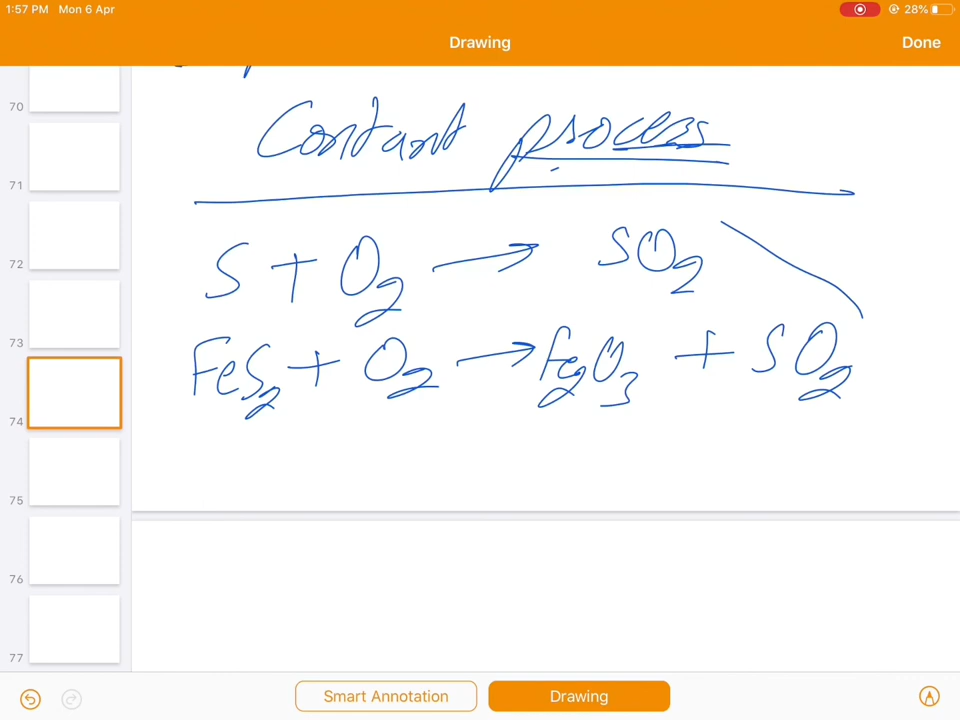 1:57 PM Mon 6 Apr
28%
Drawing
Done
70
Contant process
71
72
S + O2 → SO2
73
FeS2 + O2 → Fe2O3 + SO2
74
75
76
77
Smart Annotation
Drawing